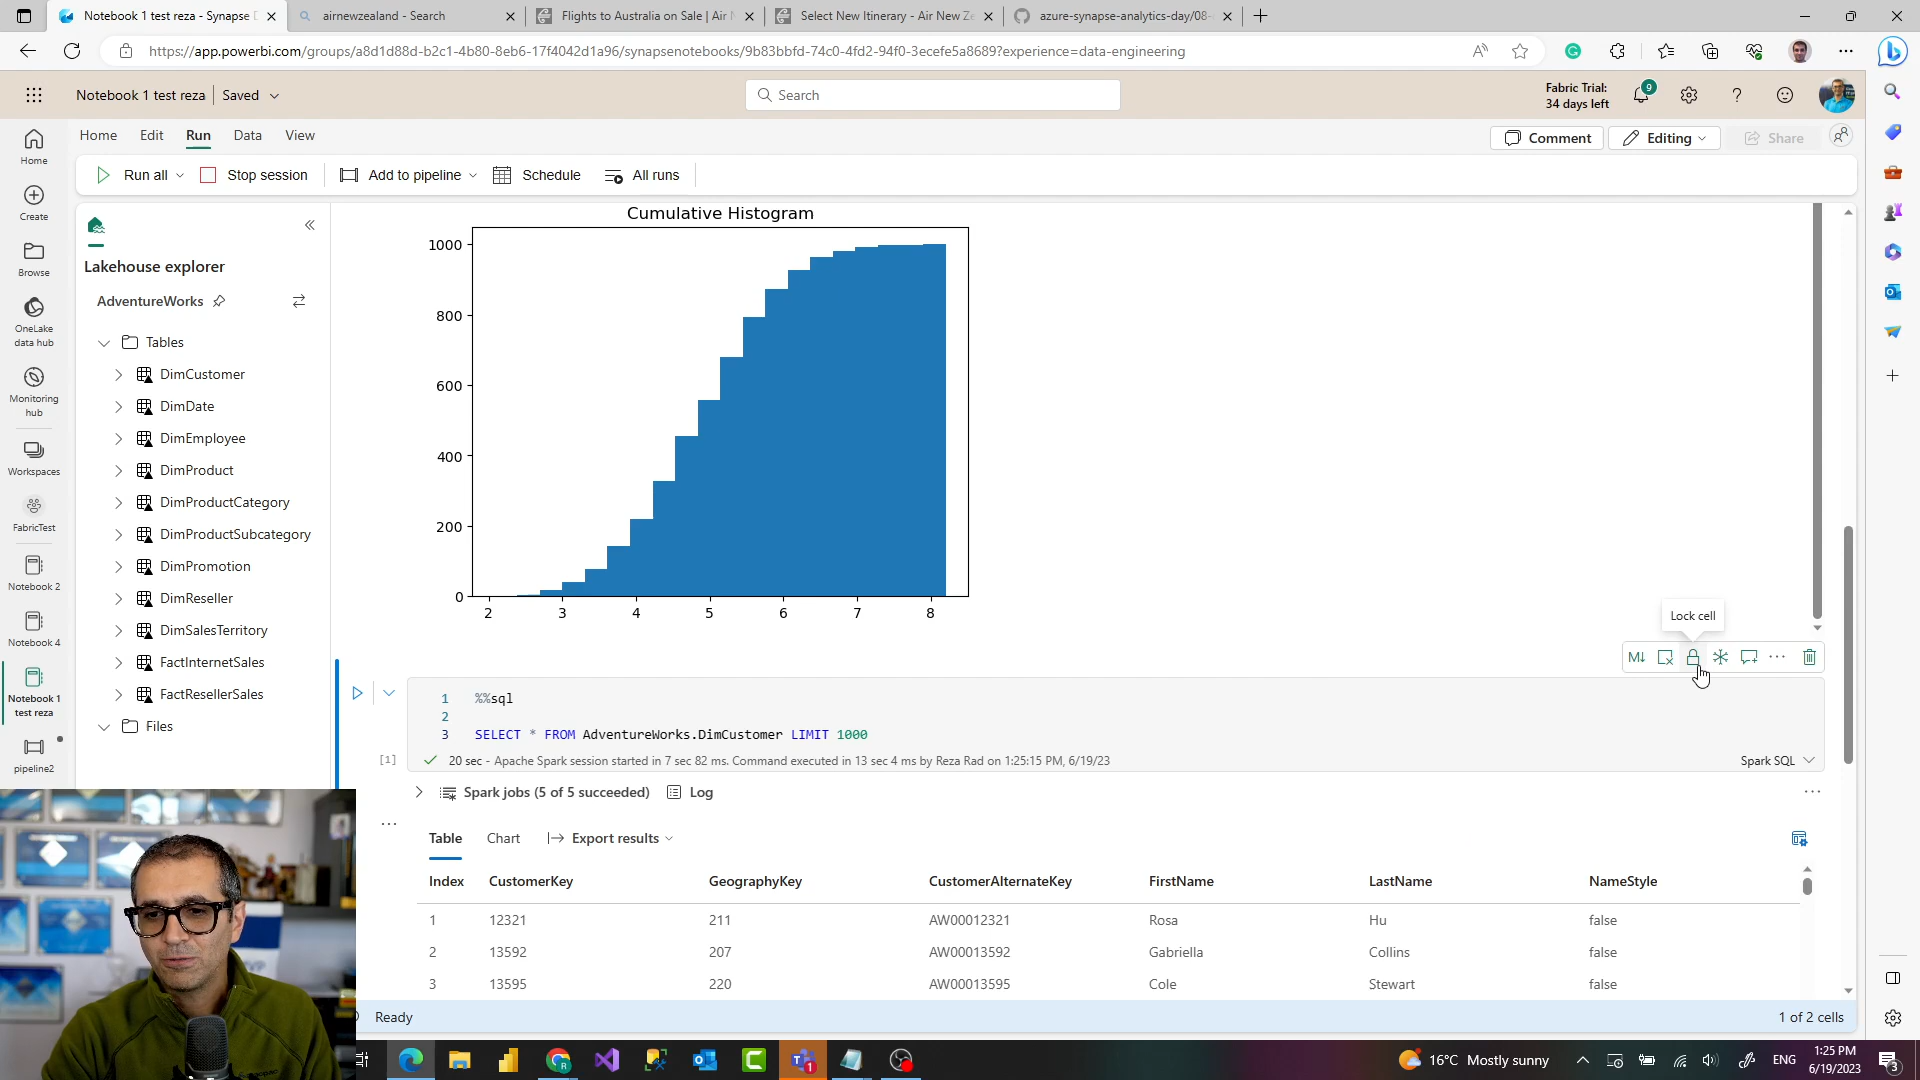 Notebook 1 test reza - Synapse D
airnewzealand - Search
Flights to Australia on Sale | Air N
Select New Itinerary - Air New Ze
azure-synapse-analytics-day/08-
https://app.powerbi.com/groups/a8d1d88d-b2c1-4b80-8eb6-17f4042d1a96/synapsenotebooks/9b83bbfd-74c0-4fd2-94f0-3ecefe5a8689?experience=data-engineering
Notebook 1 test reza
Saved
Search
Fabric Trial:
34 days left
9
Home Edit Run Data View
Comment Editing Share
Run all Stop session Add to pipeline Schedule All runs
Home
Create
Browse
OneLake
data hub
Monitoring
hub
Workspaces
FabricTest
Notebook 2
Notebook 4
Notebook 1
test reza
pipeline2
Lakehouse explorer
AdventureWorks
Tables
DimCustomer
DimDate
DimEmployee
DimProduct
DimProductCategory
DimProductSubcategory
DimPromotion
DimReseller
DimSalesTerritory
FactInternetSales
FactResellerSales
Files
Cumulative Histogram
1000
800
600
400
200
0
2 3 4 5 6 7 8
Lock cell
M↓
1 %%sql
2
3 SELECT * FROM AdventureWorks.DimCustomer LIMIT 1000
[1]
20 sec - Apache Spark session started in 7 sec 82 ms. Command executed in 13 sec 4 ms by Reza Rad on 1:25:15 PM, 6/19/23
Spark SQL
Spark jobs (5 of 5 succeeded) Log
Table Chart Export results
Index CustomerKey GeographyKey CustomerAlternateKey FirstName LastName NameStyle
1 12321 211 AW00012321 Rosa Hu false
2 13592 207 AW00013592 Gabriella Collins false
3 13595 220 AW00013595 Cole Stewart false
Ready
1 of 2 cells
16°C Mostly sunny
ENG
1:25 PM
6/19/2023
3